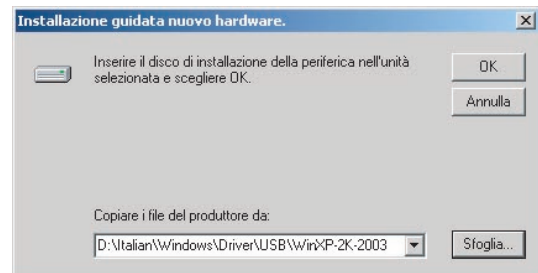 Installazione guidata nuovo hardware.
Inserire il disco di installazione della periferica nell'unità
selezionata e scegliere OK.
OK
Annulla
Copiare i file del produttore da:
D:\Italian\Windows\Driver\USB\WinXP-2K-2003
Sfoglia...